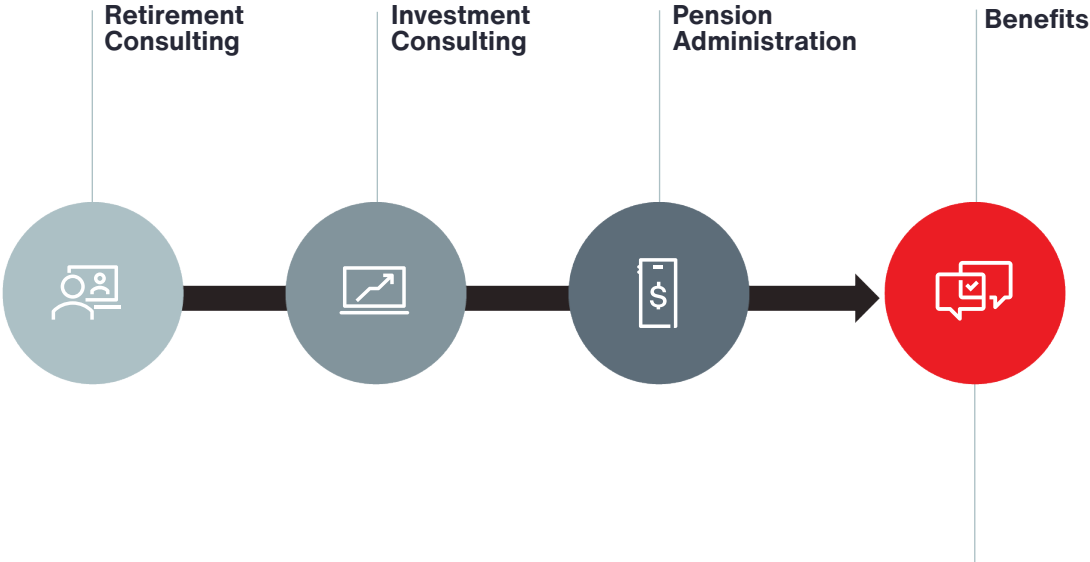 Retirement
Consulting
Investment
Consulting
Pension
Administration
Benefits
$